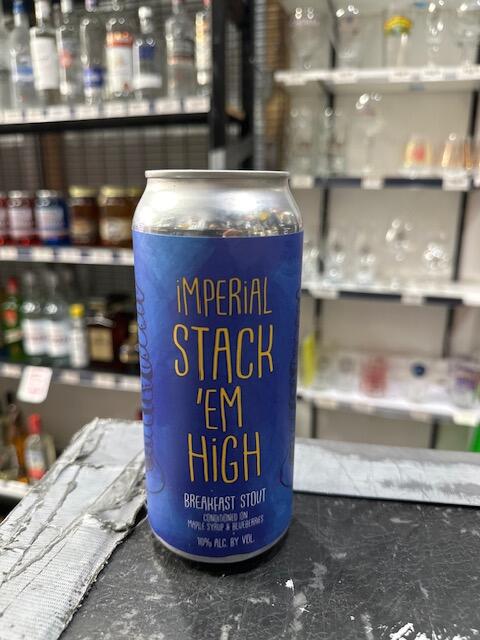 iMPERiAL
STACK
'EM
HiGH
BREAKFAST STOUT
CONDITIONED ON
MAPLE SYRUP & BLUEBERRIES
10% ALC. BY VOL.